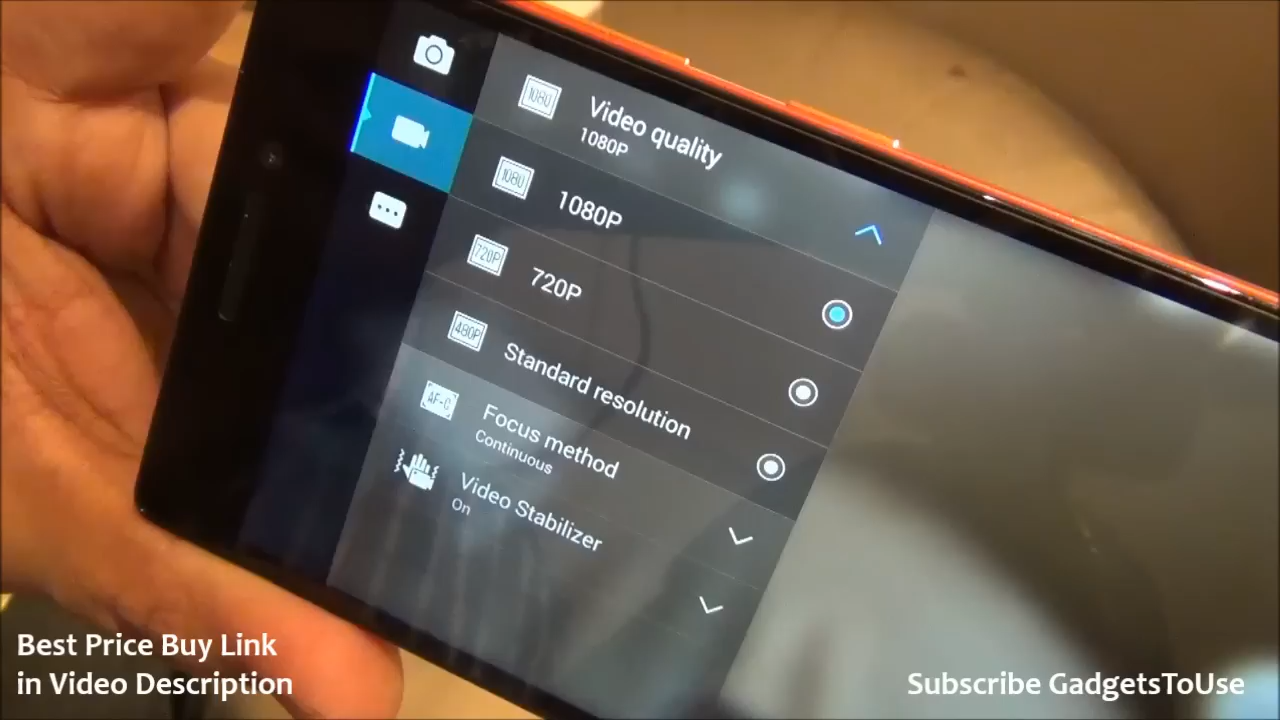 1080
Video quality
1080P
1080
1080P
720P
720P
480P
Standard resolution
AF-C
Focus method
Continuous
Video Stabilizer
On
Best Price Buy Link
in Video Description
Subscribe GadgetsToUse